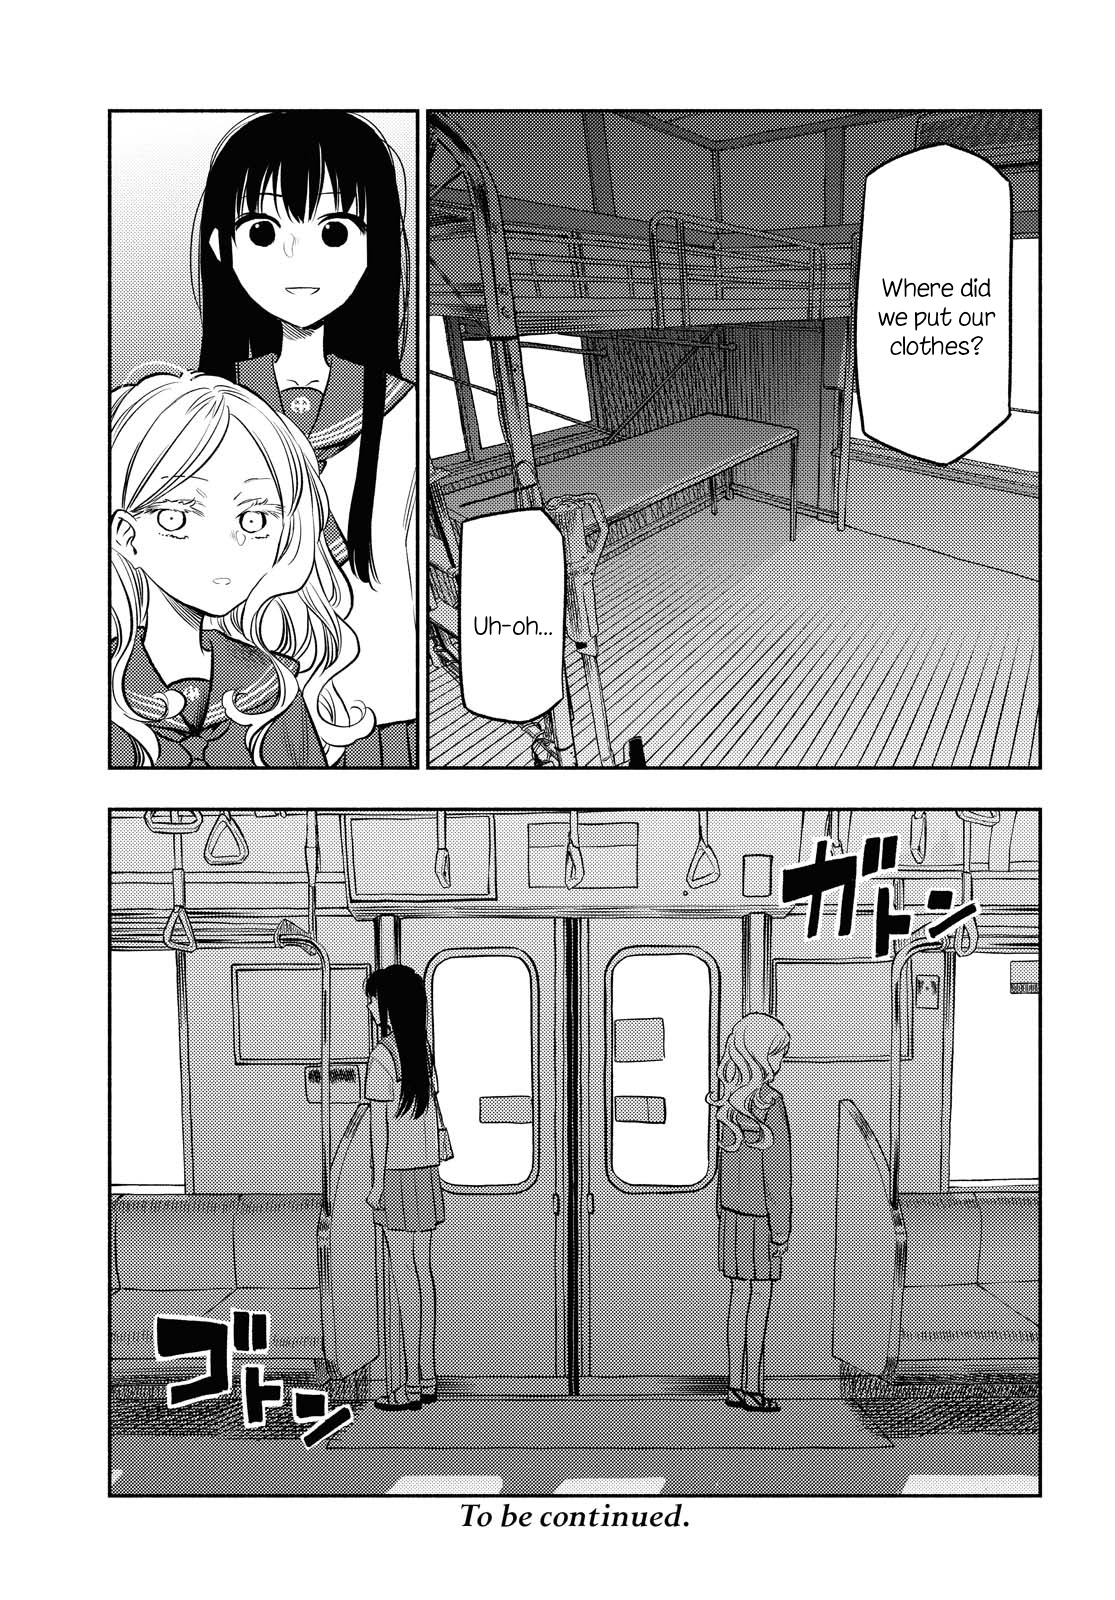 Where did
we put our
clothes?
Uh-oh...
ガトン
ゴトン
To be continued.